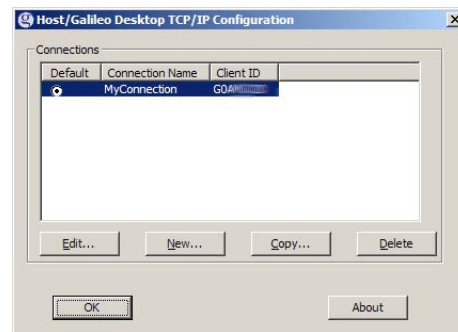 Host/Galileo Desktop TCP/IP Configuration
Connections
Default Connection Name Client ID
MyConnection
Edit... New... Copy... Delete
OK About